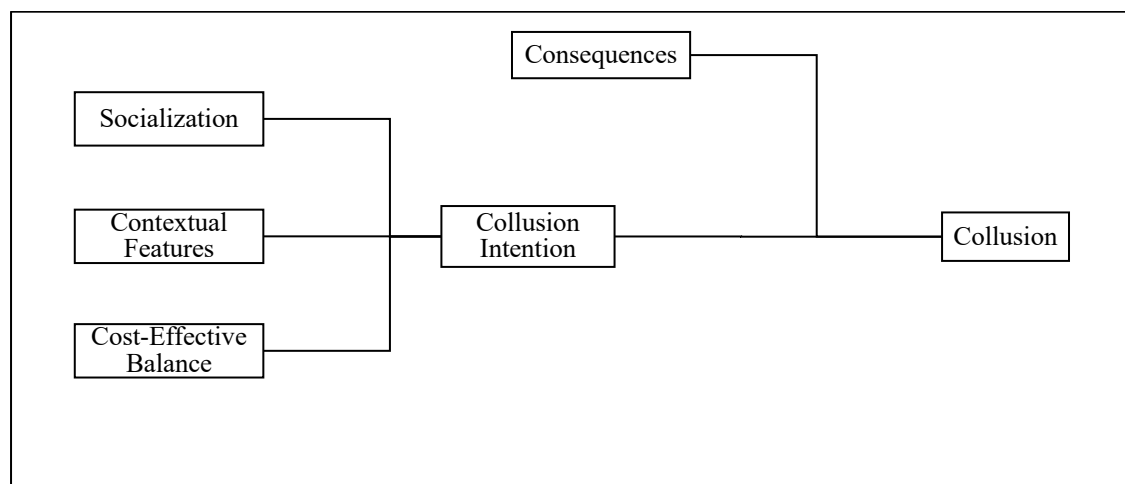 Consequences
Socialization
Contextual
Features
Collusion
Intention
Collusion
Cost-Effective
Balance